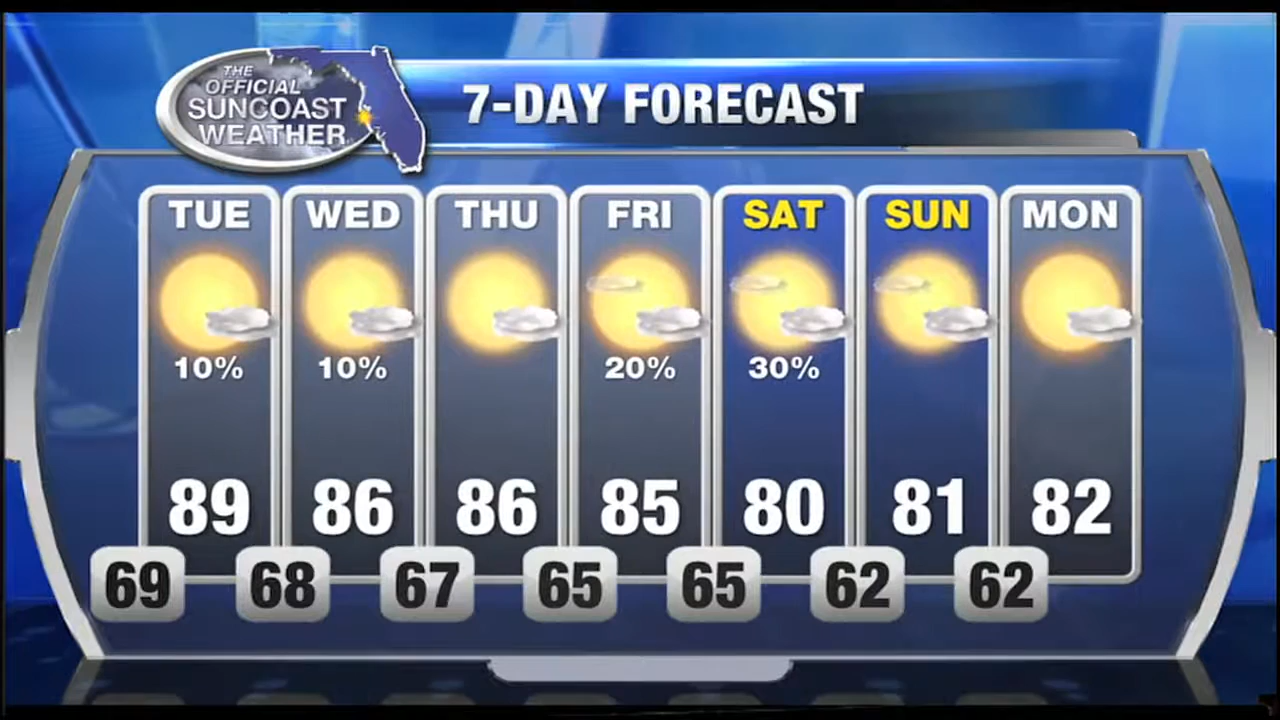 THE
OFFICIAL
SUNCOAST
WEATHER
7-DAY FORECAST
TUE WED THU FRI SAT SUN MON
10% 10% 20% 30%
89 86 86 85 80 81 82
69 68 67 65 65 62 62